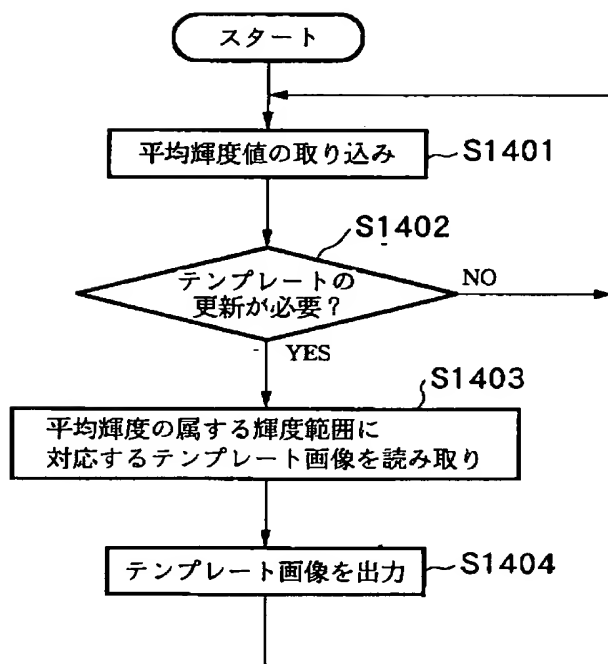 スタート
平均輝度値の取り込み
S1401
S1402
テンプレートの
更新が必要?
NO
YES
S1403
平均輝度の属する輝度範囲に
対応するテンプレート画像を読み取り
テンプレート画像を出力
S1404